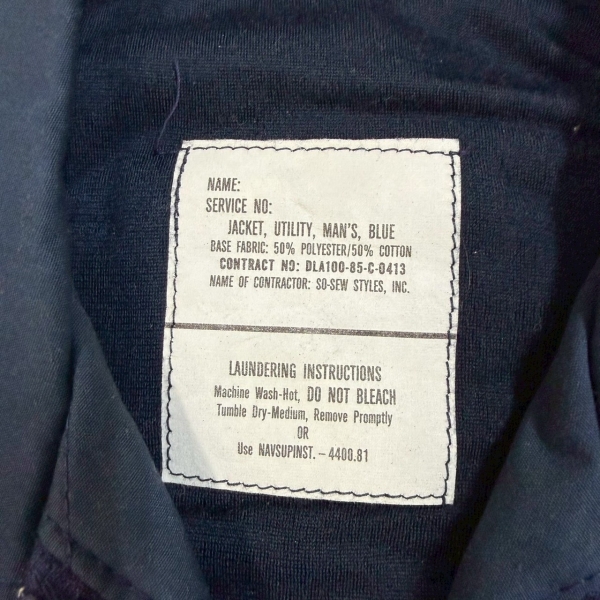 NAME:
SERVICE NO:
JACKET, UTILITY, MAN'S, BLUE
BASE FABRIC: 50% POLYESTER/50% COTTON
CONTRACT NO: DLA100-85-C-0413
NAME OF CONTRACTOR: SO-SEW STYLES, INC.
LAUNDERING INSTRUCTIONS
Machine Wash-Hot, DO NOT BLEACH
Tumble Dry-Medium, Remove Promptly
OR
Use NAVSUPINST. – 4400.81